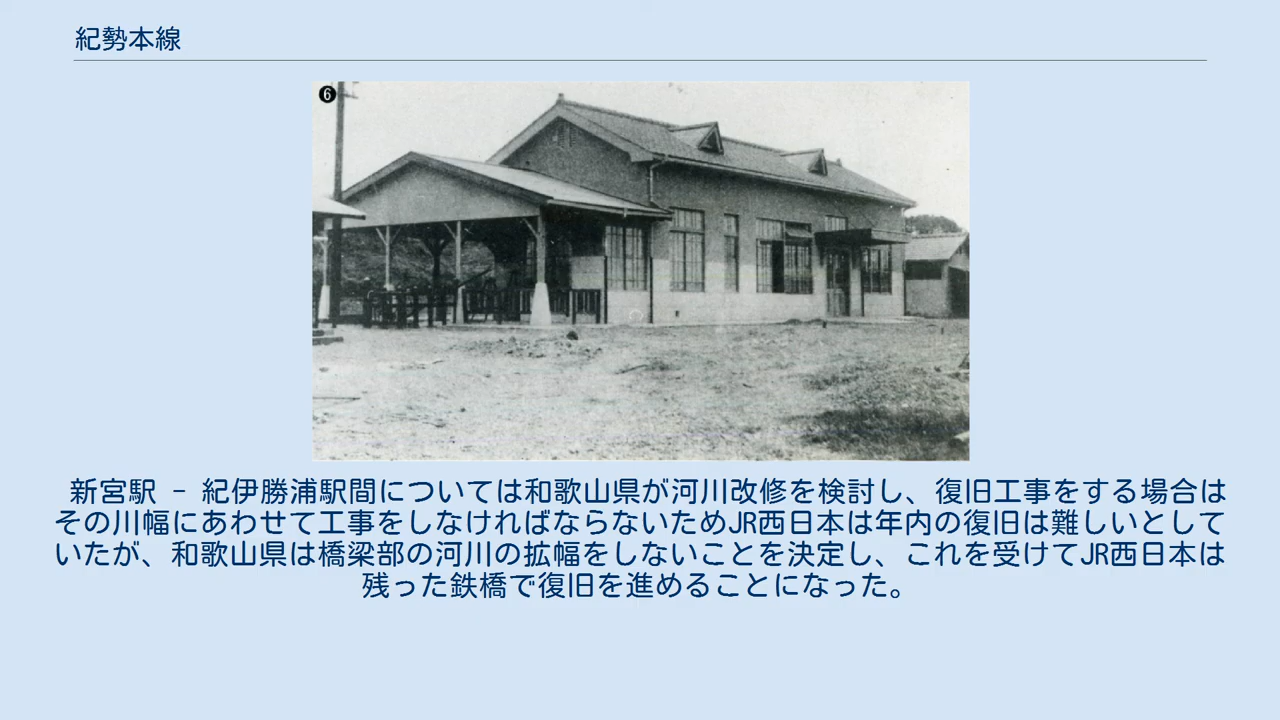 紀勢本線
❻
新宮駅 - 紀伊勝浦駅間については和歌山県が河川改修を検討し、復旧工事をする場合は
その川幅にあわせて工事をしなければならないためJR西日本は年内の復旧は難しいとして
いたが、和歌山県は橋梁部の河川の拡幅をしないことを決定し、これを受けてJR西日本は
残った鉄橋で復旧を進めることになった。